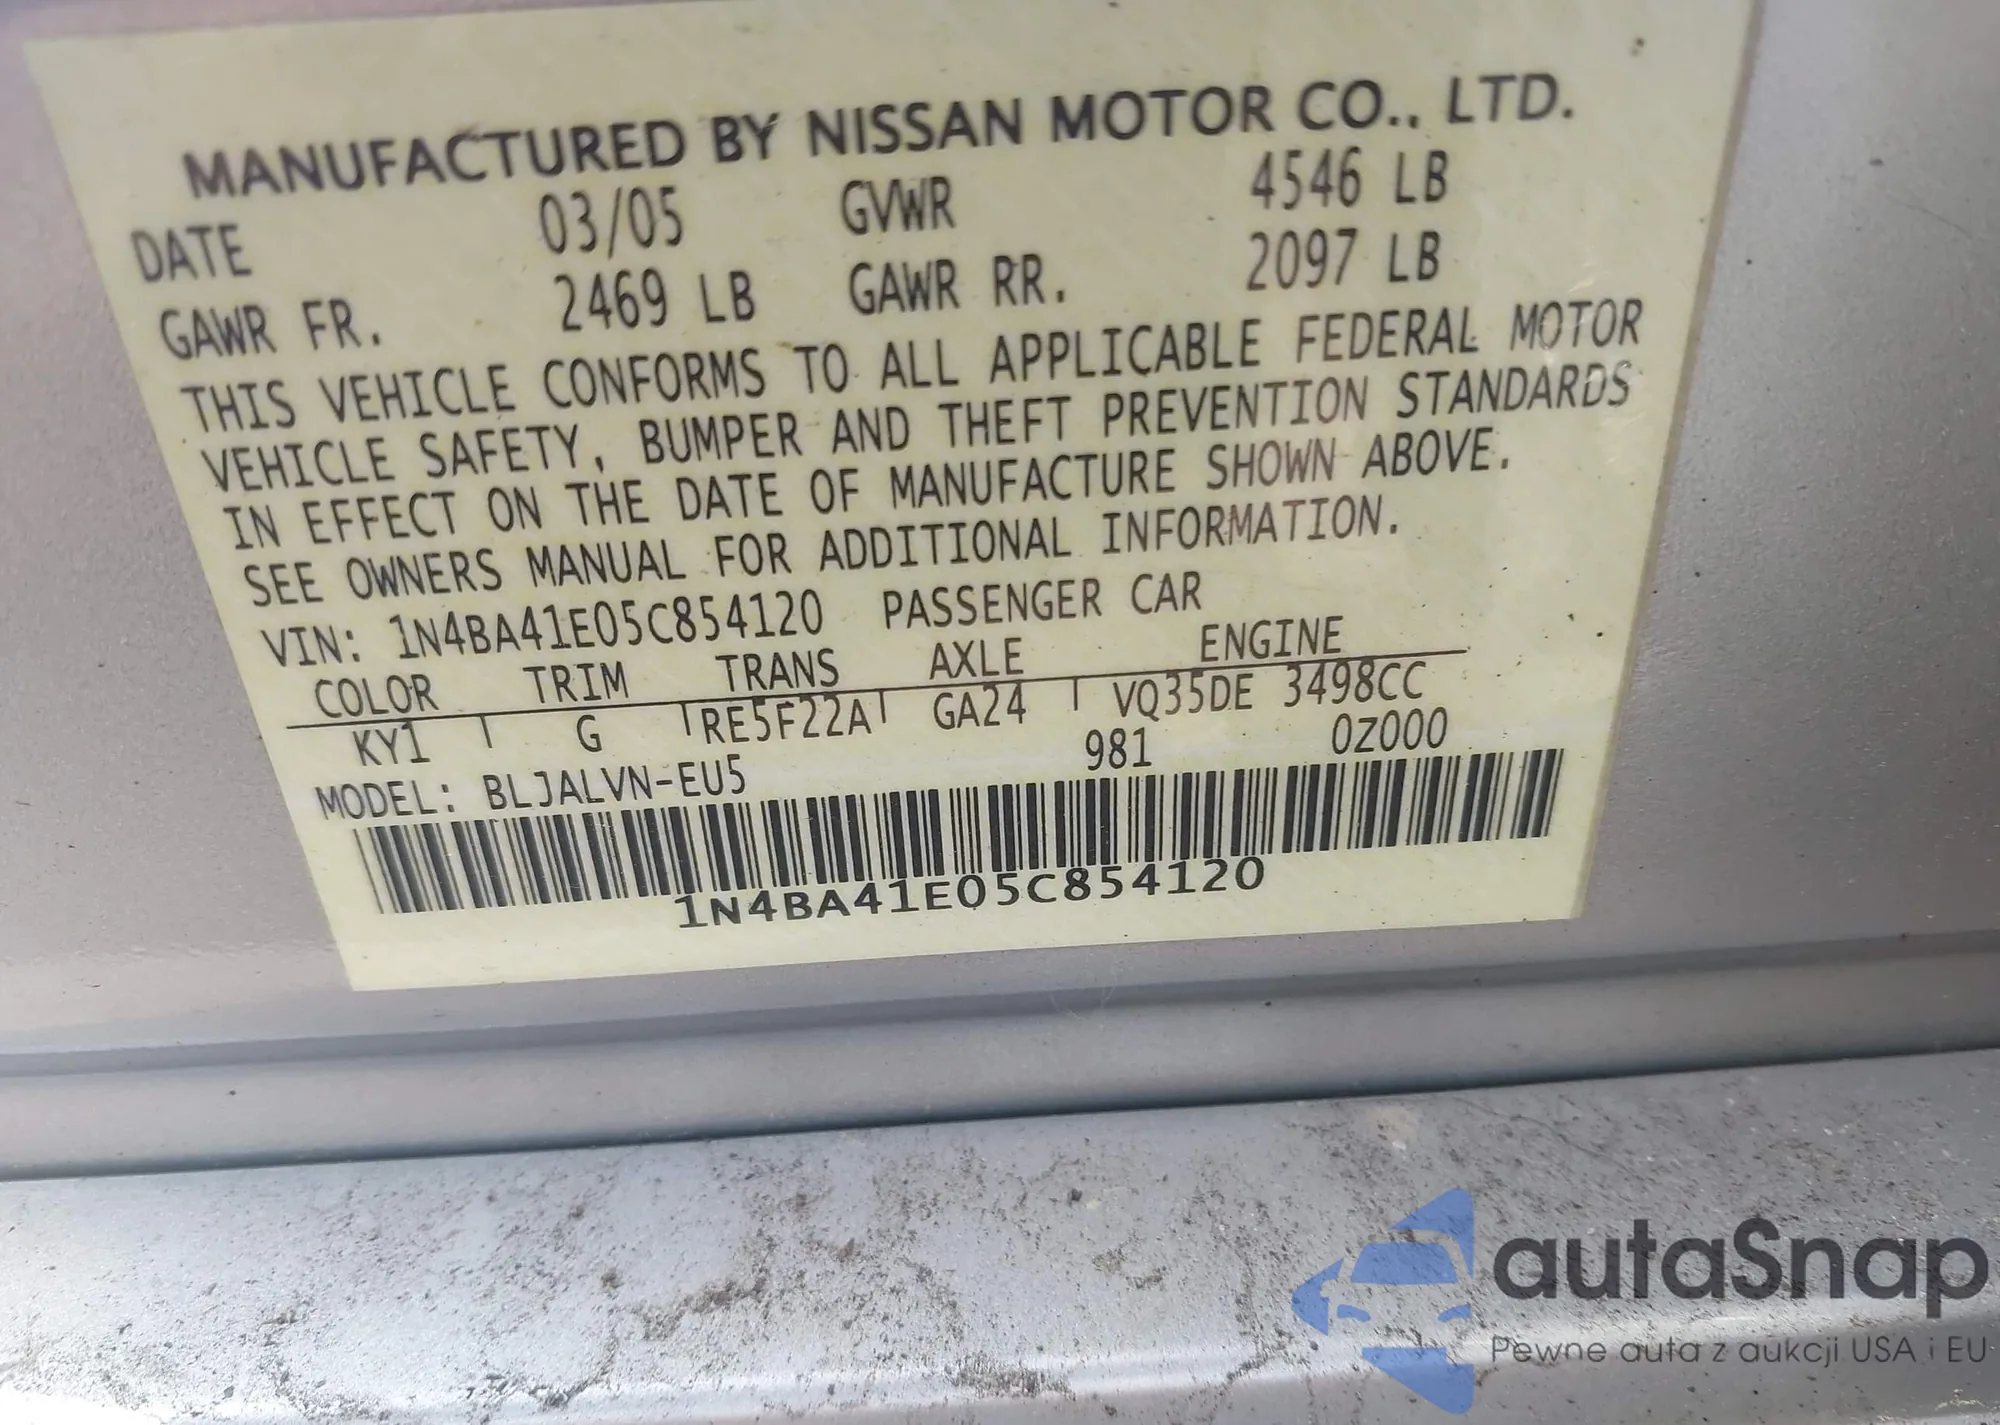 MANUFACTURED BY NISSAN MOTOR CO., LTD.
DATE 03/05 GVWR 4546 LB
GAWR FR. 2469 LB GAWR RR. 2097 LB
THIS VEHICLE CONFORMS TO ALL APPLICABLE FEDERAL MOTOR
VEHICLE SAFETY, BUMPER AND THEFT PREVENTION STANDARDS
IN EFFECT ON THE DATE OF MANUFACTURE SHOWN ABOVE.
SEE OWNERS MANUAL FOR ADDITIONAL INFORMATION.
VIN: 1N4BA41E05C854120 PASSENGER CAR
COLOR TRIM TRANS AXLE ENGINE
KY1 G RE5F22A GA24 VQ35DE 3498CC
MODEL: BLJALVN-EU5 981 0Z000
1N4BA41E05C854120
autaSnap
Pewne auta z aukcji USA i EU